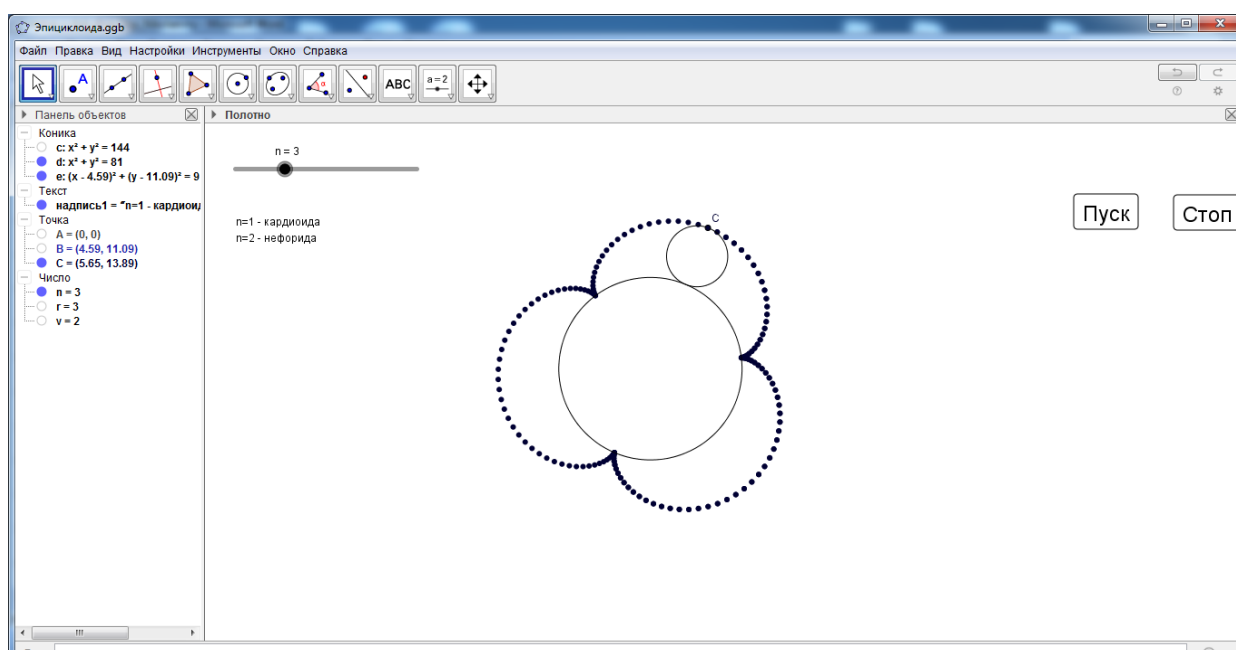 Эпициклоида.ggb
Файл Правка Вид Настройки Инструменты Окно Справка
ABC a=2
Панель объектов
Полотно
Коника
c: x² + y² = 144
d: x² + y² = 81
e: (x - 4.59)² + (y - 11.09)² = 9
Текст
надпись1 = "n=1 - кардиоид
Точка
A = (0, 0)
B = (4.59, 11.09)
C = (5.65, 13.89)
Число
n = 3
r = 3
v = 2
n = 3
n=1 - кардиоида
n=2 - нефорида
C
Пуск
Стоп